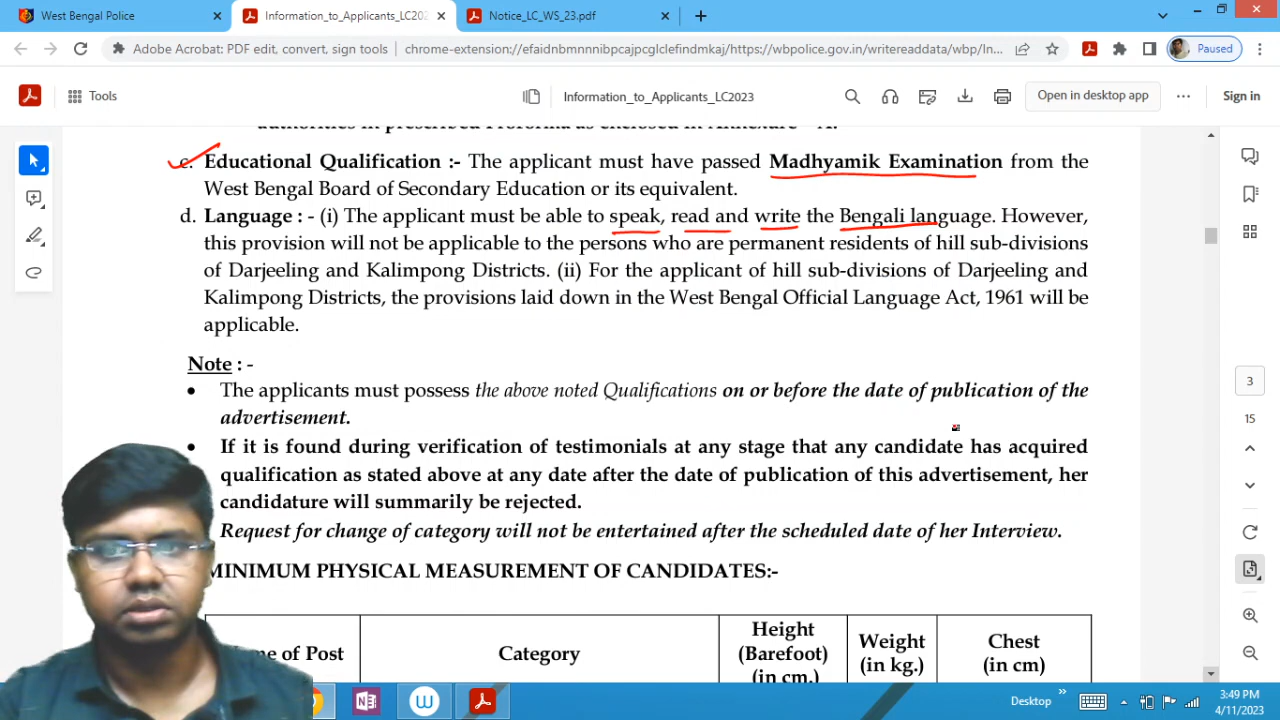 West Bengal Police
Information_to_Applicants_LC202
Notice_LC_WS_23.pdf
Adobe Acrobat: PDF edit, convert, sign tools
chrome-extension://efaidnbmnnnibpcajpcglclefindmkaj/https://wbpolice.gov.in/writereaddata/wbp/In...
Paused
Tools
Information_to_Applicants_LC2023
Open in desktop app
Sign in
authorities in prescribed Proforma as enclosed in Annexure – A.
c. Educational Qualification :- The applicant must have passed Madhyamik Examination from the
West Bengal Board of Secondary Education or its equivalent.
d. Language : - (i) The applicant must be able to speak, read and write the Bengali language. However,
this provision will not be applicable to the persons who are permanent residents of hill sub-divisions
of Darjeeling and Kalimpong Districts. (ii) For the applicant of hill sub-divisions of Darjeeling and
Kalimpong Districts, the provisions laid down in the West Bengal Official Language Act, 1961 will be
applicable.
Note : -
• The applicants must possess the above noted Qualifications on or before the date of publication of the
advertisement.
• If it is found during verification of testimonials at any stage that any candidate has acquired
qualification as stated above at any date after the date of publication of this advertisement, her
candidature will summarily be rejected.
Request for change of category will not be entertained after the scheduled date of her Interview.
MINIMUM PHYSICAL MEASUREMENT OF CANDIDATES:-
of Post
Category
Height
(Barefoot)
(in cm.)
Weight
(in kg.)
Chest
(in cm)
3
15
Desktop
3:49 PM
4/11/2023